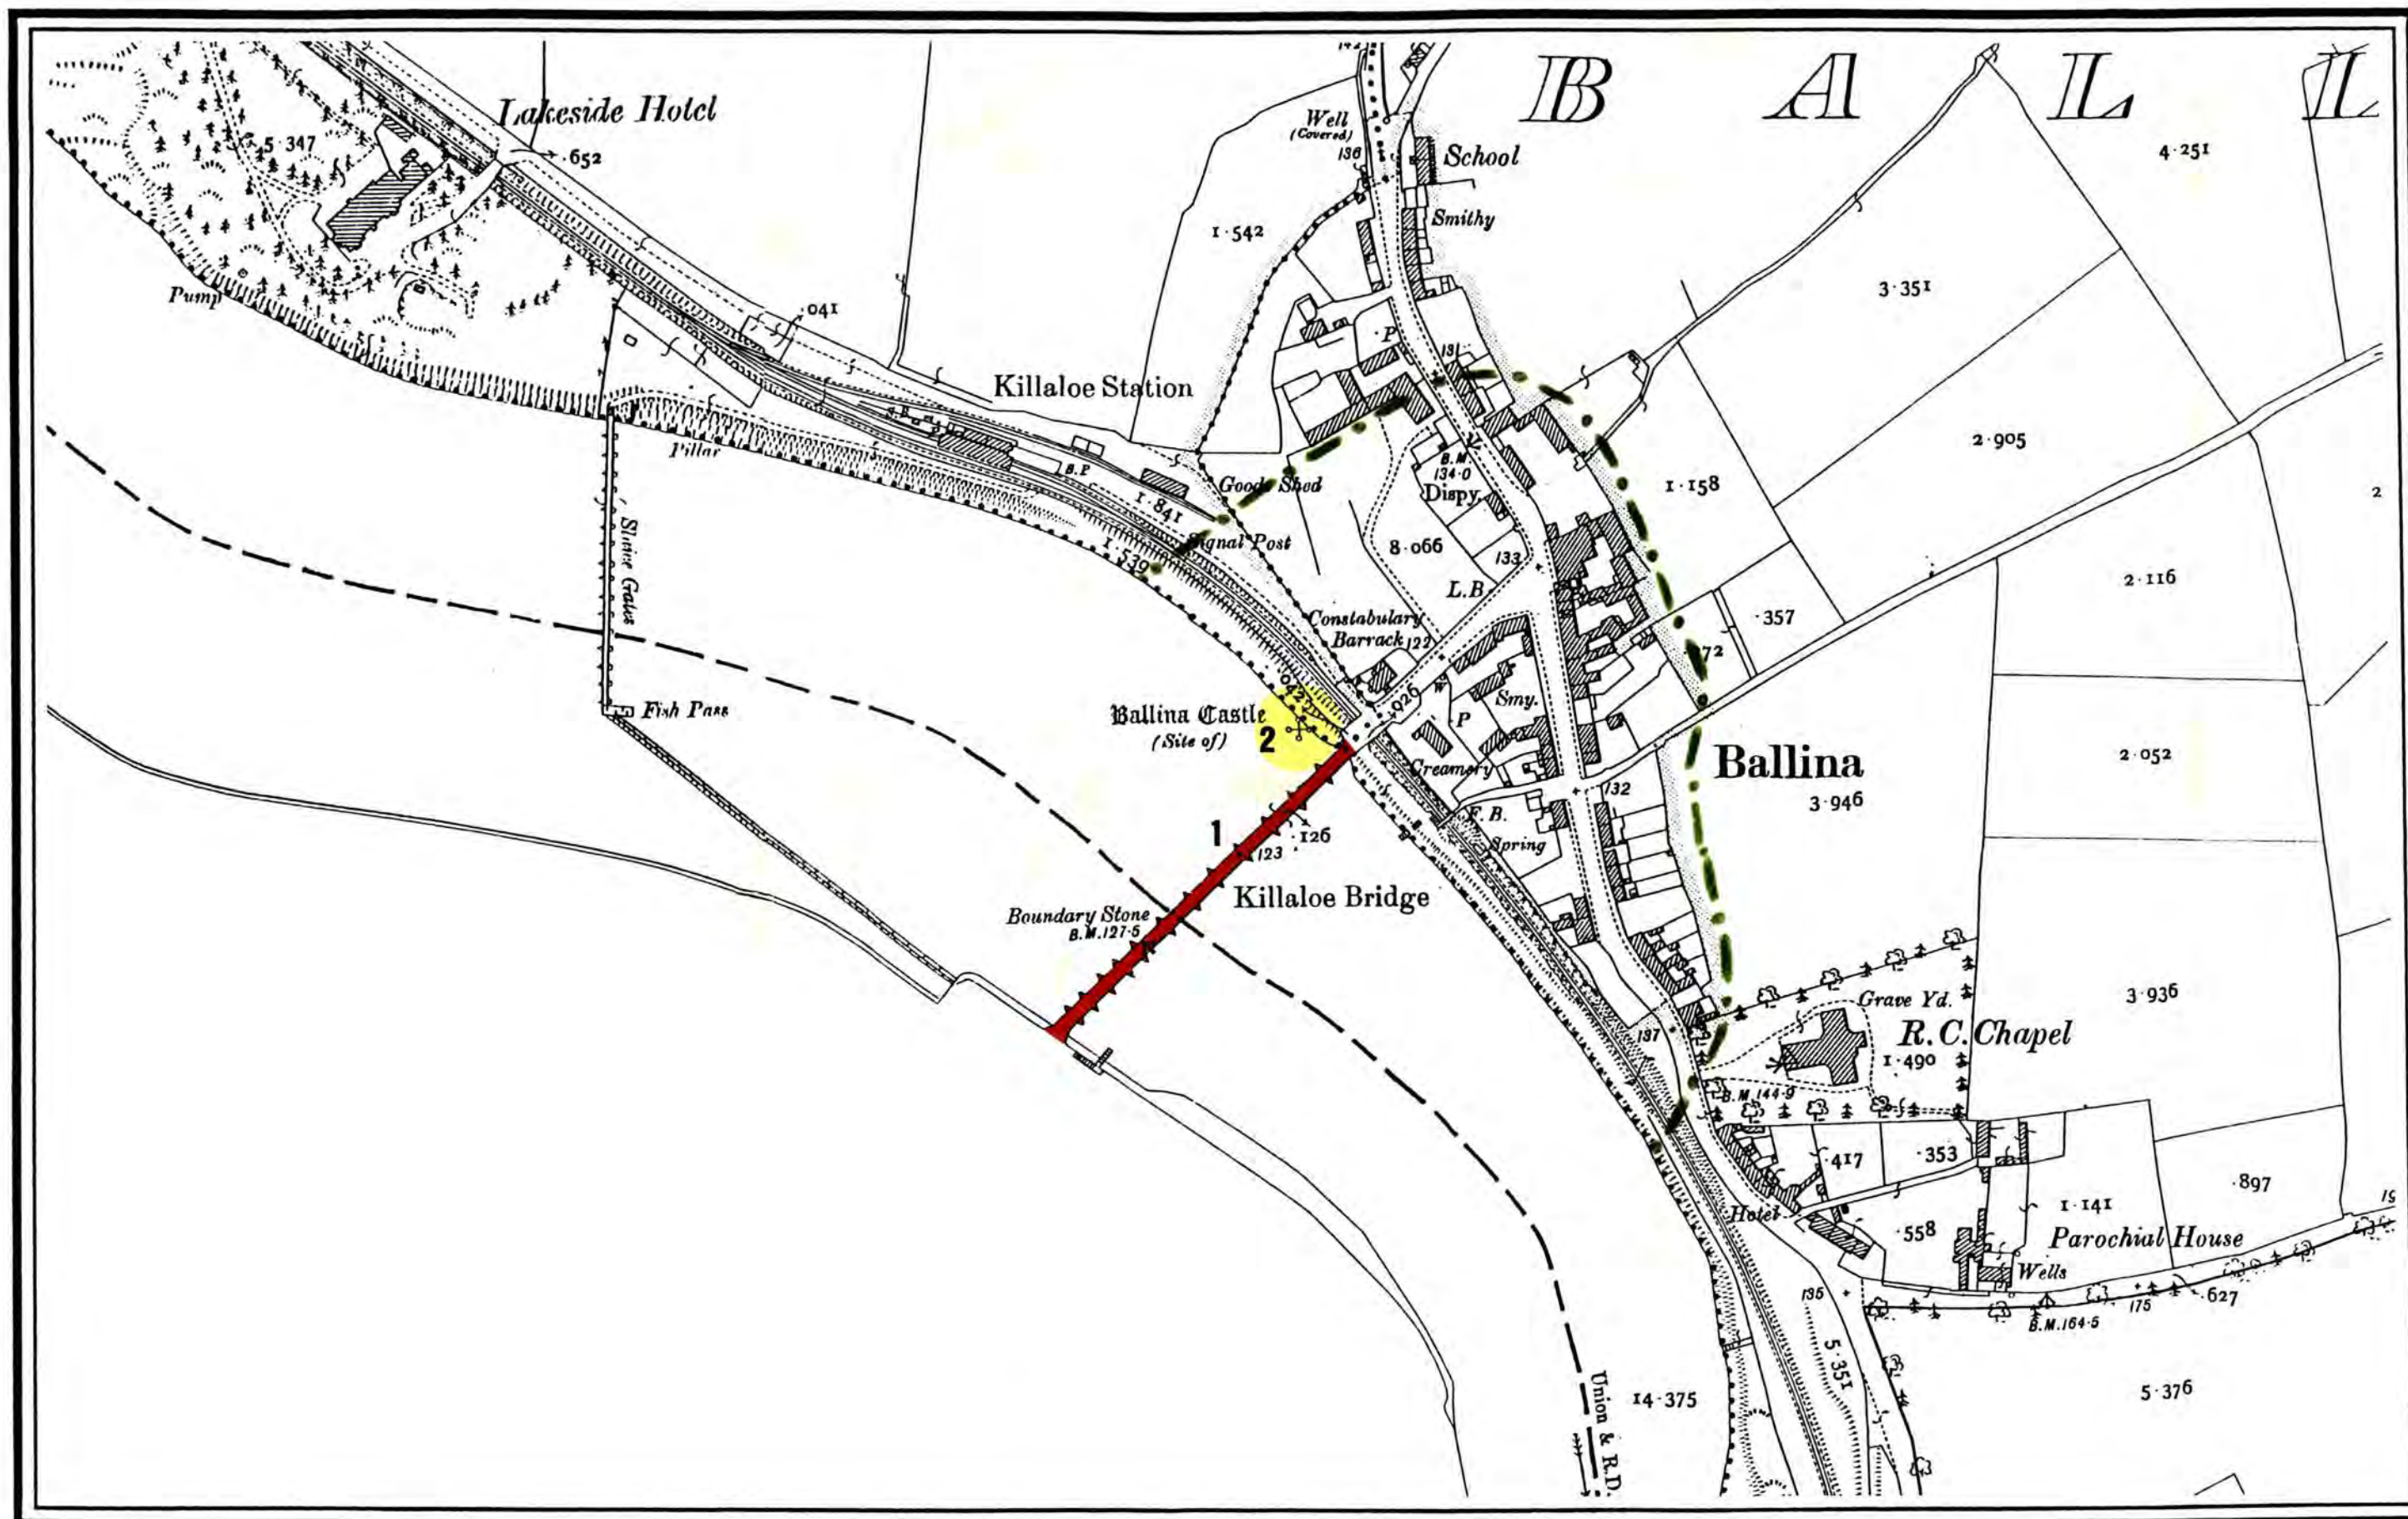 B A L L
142
Lakeside Hotel
5·347
·652
Well
(Covered)
136
School
4·251
Smithy
1·542
Pump
·041
3·351
P
131
Killaloe Station
2·905
Pillar
B.P
B.M.
134·0
Dispy.
Goods Shed
1·158
2
1·841
Signal Post
8·066
133
1·539
Sluice Gates
L.B.
2·116
Constabulary
Barrack
122
·357
·172
·042
·026
W
Fish Pass
Ballina Castle
(Site of)
2
P
Smy.
2·052
Creamery
Ballina
132
3·946
1
·126
123
F.B.
Spring
Killaloe Bridge
Boundary Stone
B.M.127·5
Grave Yd.
3·936
R.C. Chapel
137
1·490
B.M.144·9
·417
·353
·897
Hotel
1·141
·558
Parochial House
Wells
135
175
·627
B.M.164·5
5·351
Union & R.D.
14·375
5·376